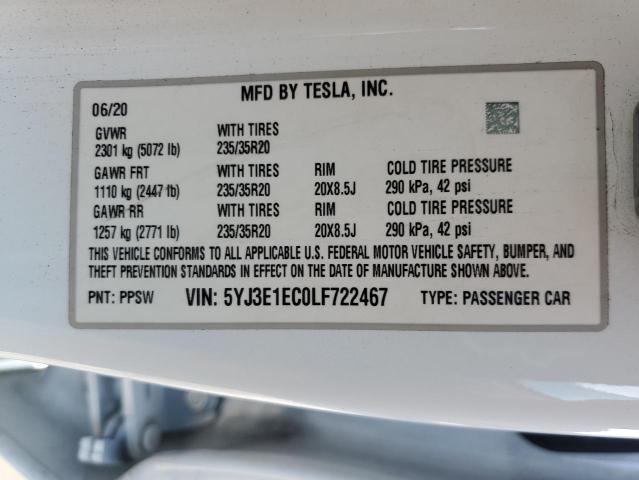 MFD BY TESLA, INC.
06/20
GVWR WITH TIRES
2301 kg (5072 lb) 235/35R20
GAWR FRT WITH TIRES RIM COLD TIRE PRESSURE
1110 kg (2447 lb) 235/35R20 20X8.5J 290 kPa, 42 psi
GAWR RR WITH TIRES RIM COLD TIRE PRESSURE
1257 kg (2771 lb) 235/35R20 20X8.5J 290 kPa, 42 psi
THIS VEHICLE CONFORMS TO ALL APPLICABLE U.S. FEDERAL MOTOR VEHICLE SAFETY, BUMPER, AND
THEFT PREVENTION STANDARDS IN EFFECT ON THE DATE OF MANUFACTURE SHOWN ABOVE.
PNT: PPSW VIN: 5YJ3E1EC0LF722467 TYPE: PASSENGER CAR